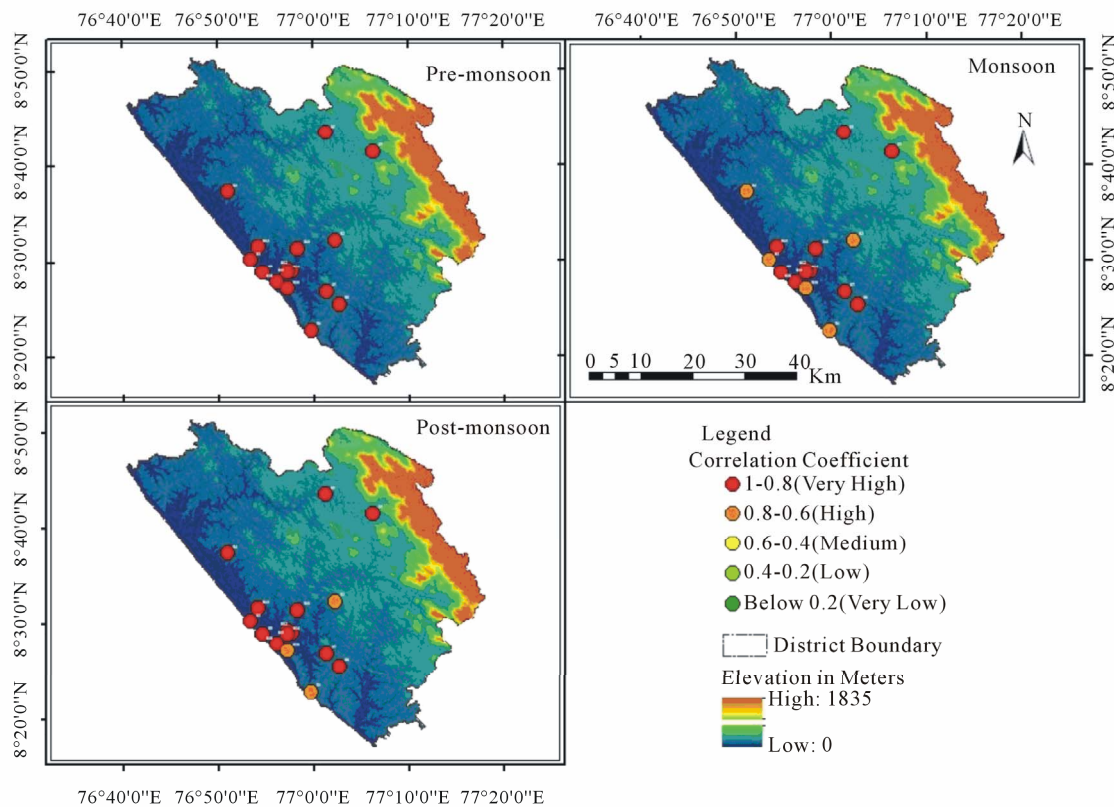 76°40'0"E 76°50'0"E 77°00'0"E 77°10'0"E 77°20'0"E
76°40'0"E 76°50'0"E 77°00'0"E 77°10'0"E 77°20'0"E
8°50'0"N
8°40'0"N
8°30'0"N
8°20'0"N
Pre-monsoon
Monsoon
N
8°50'0"N
8°40'0"N
8°30'0"N
8°20'0"N
0 5 10 20 30 40
Km
8°50'0"N
8°40'0"N
8°30'0"N
8°20'0"N
Post-monsoon
Legend
Correlation Coefficient
1-0.8(Very High)
0.8-0.6(High)
0.6-0.4(Medium)
0.4-0.2(Low)
Below 0.2(Very Low)
District Boundary
Elevation in Meters
High: 1835
Low: 0
76°40'0"E 76°50'0"E 77°00'0"E 77°10'0"E 77°20'0"E